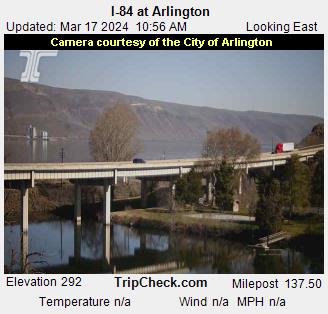 I-84 at Arlington
Updated: Mar 17 2024 10:56 AM Looking East
Camera courtesy of the City of Arlington
Elevation 292 TripCheck.com Milepost 137.50
Temperature n/a Wind n/a MPH n/a